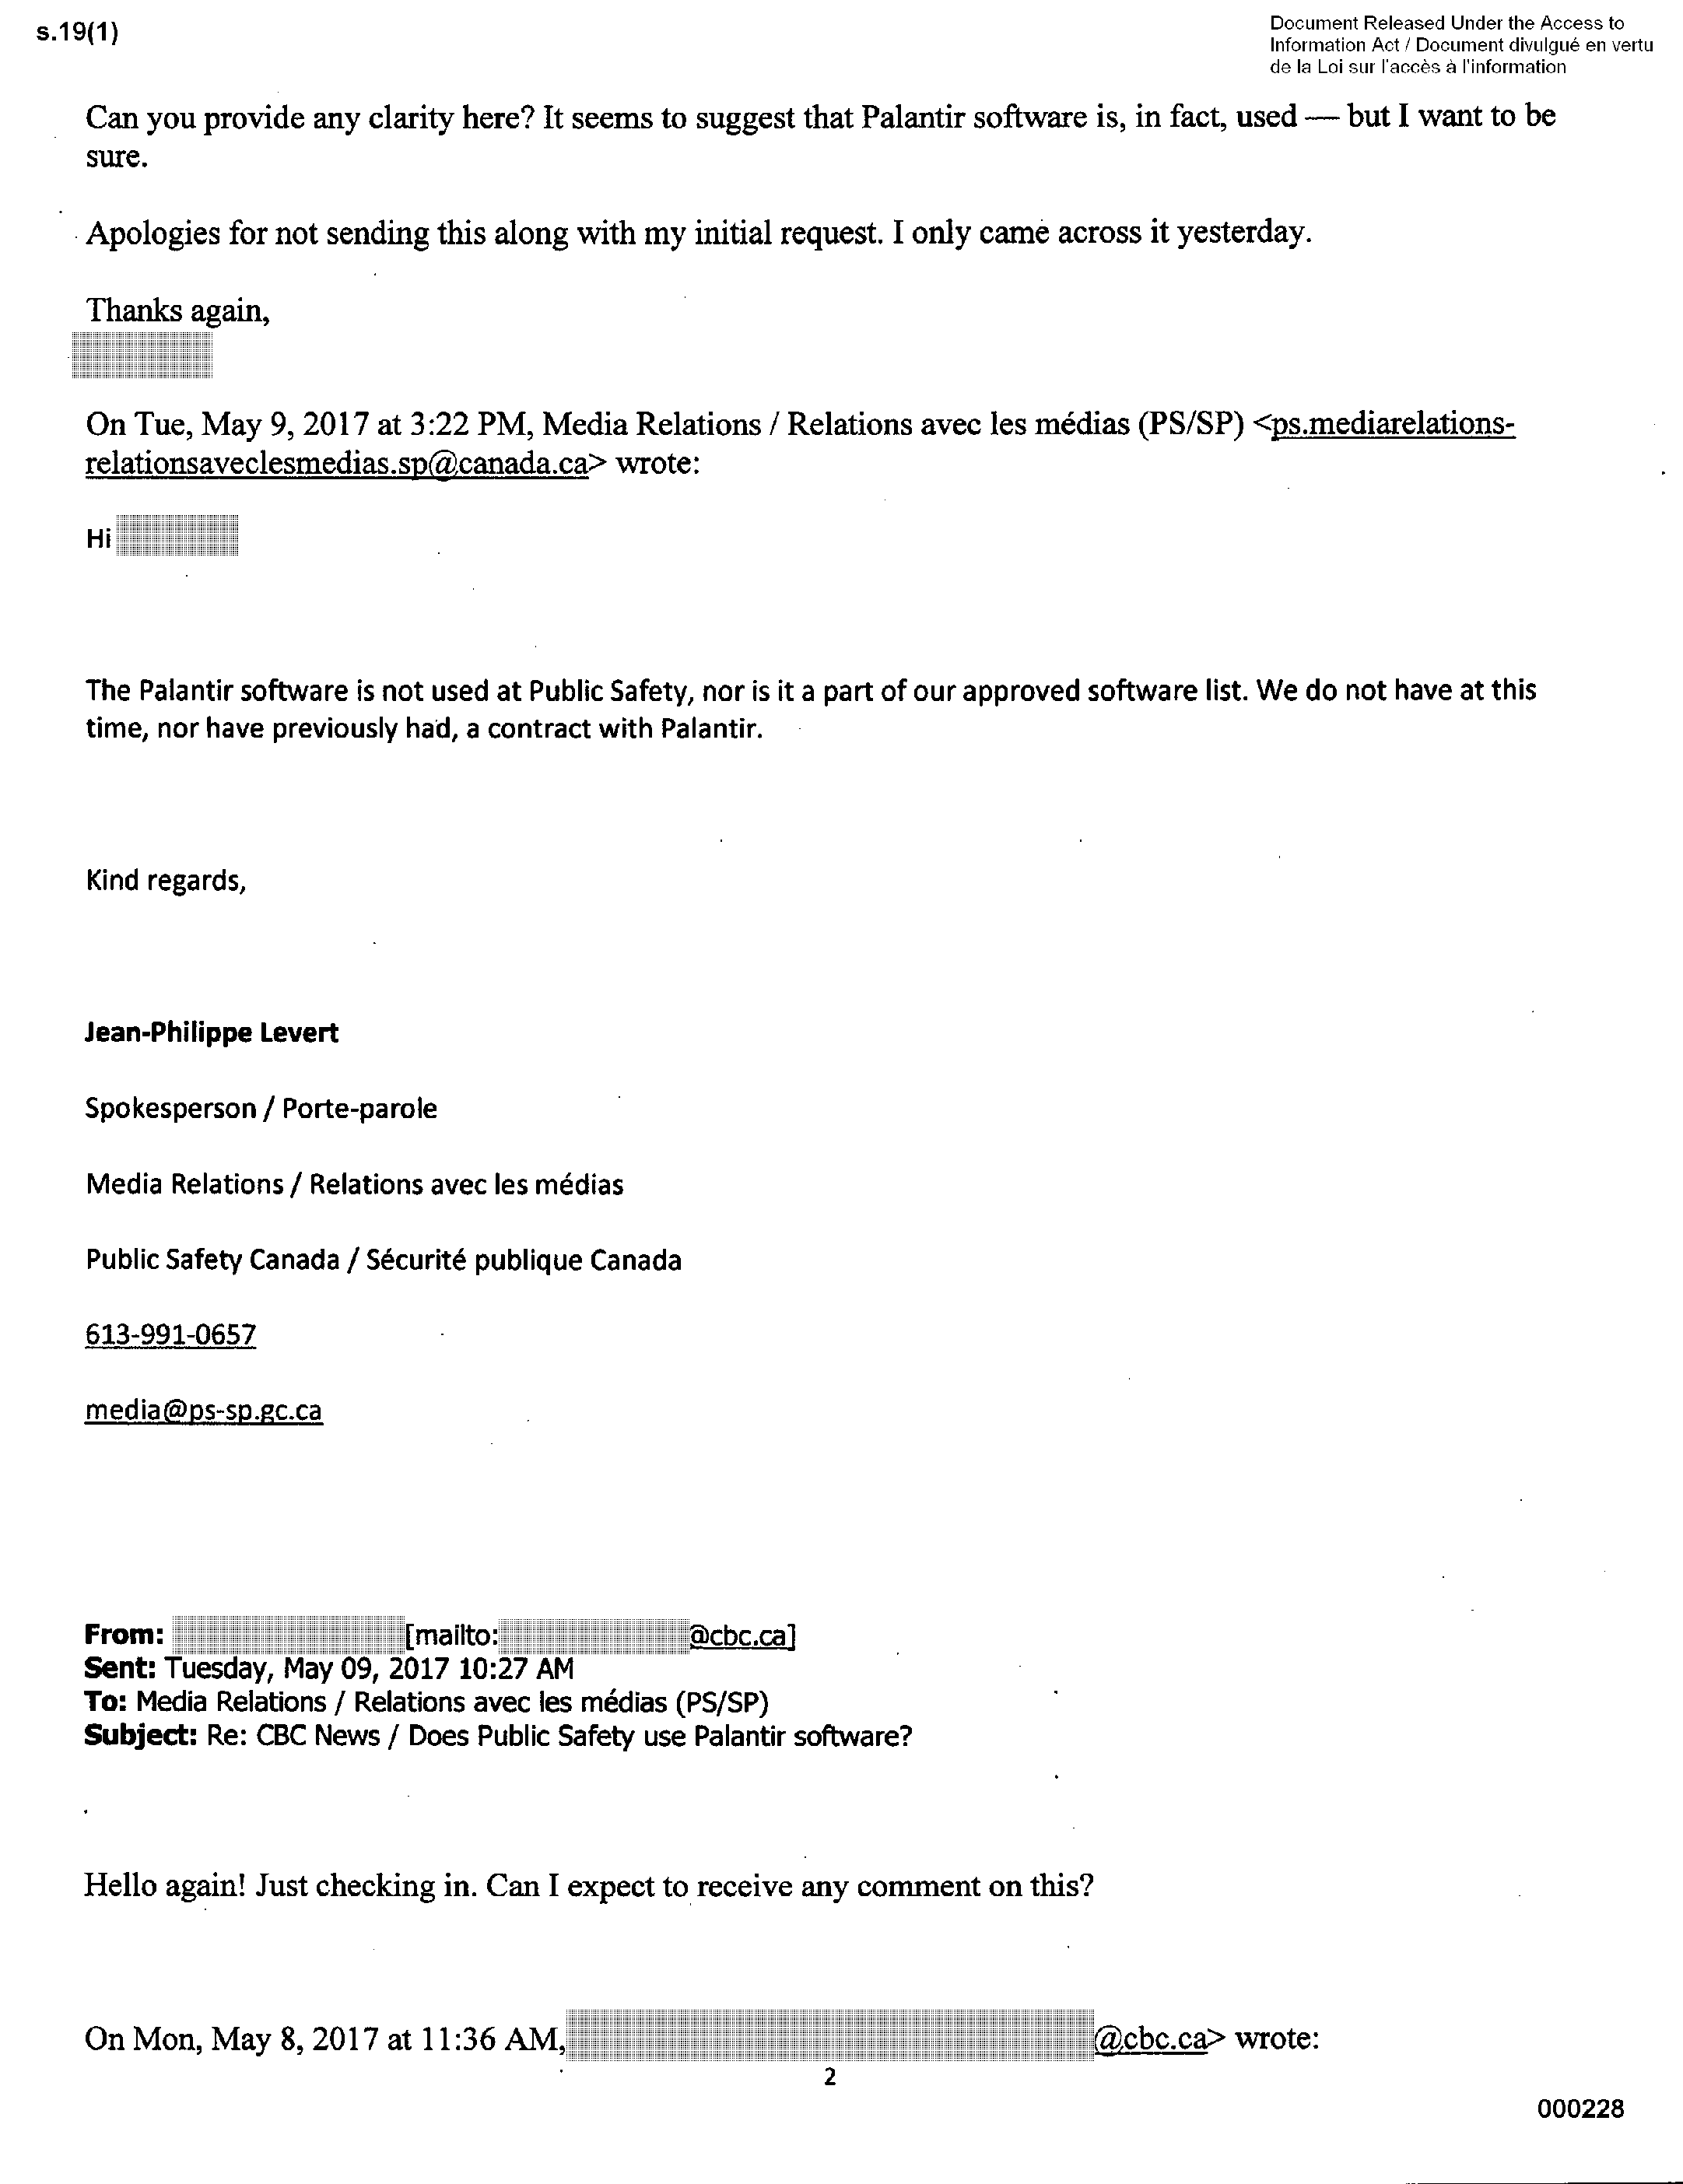 s.19(1)
Document Released Under the Access to
Information Act / Document divulgué en vertu
de la Loi sur l'accès à l'information
Can you provide any clarity here? It seems to suggest that Palantir software is, in fact, used — but I want to be
sure.
Apologies for not sending this along with my initial request. I only came across it yesterday.
Thanks again,
On Tue, May 9, 2017 at 3:22 PM, Media Relations / Relations avec les médias (PS/SP) <ps.mediarelations-
relationsaveclesmedias.sp@canada.ca> wrote:
Hi
The Palantir software is not used at Public Safety, nor is it a part of our approved software list. We do not have at this
time, nor have previously had, a contract with Palantir.
Kind regards,
Jean-Philippe Levert
Spokesperson / Porte-parole
Media Relations / Relations avec les médias
Public Safety Canada / Sécurité publique Canada
613-991-0657
media@ps-sp.gc.ca
From: [mailto: @cbc.ca]
Sent: Tuesday, May 09, 2017 10:27 AM
To: Media Relations / Relations avec les médias (PS/SP)
Subject: Re: CBC News / Does Public Safety use Palantir software?
Hello again! Just checking in. Can I expect to receive any comment on this?
On Mon, May 8, 2017 at 11:36 AM, @cbc.ca> wrote:
2
000228